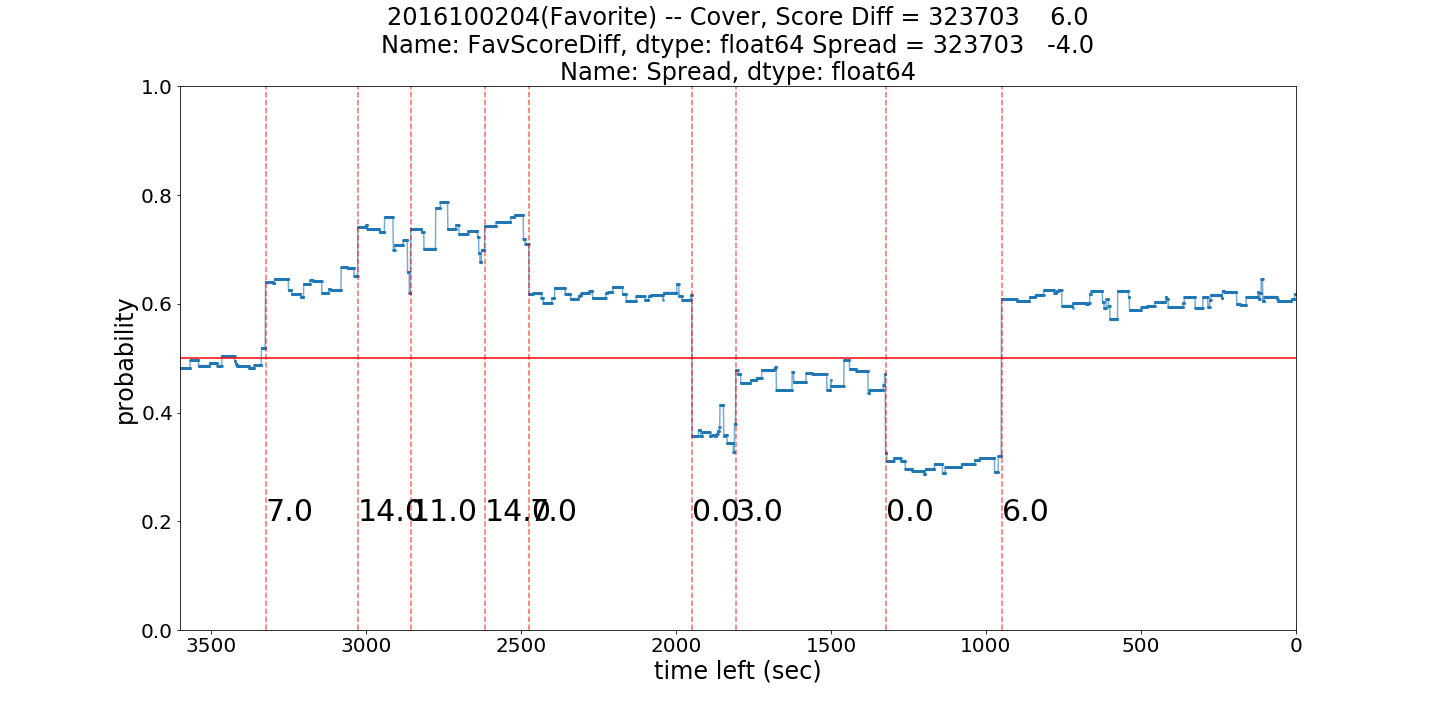 2016100204(Favorite) -- Cover, Score Diff = 323703    6.0
Name: FavScoreDiff, dtype: float64 Spread = 323703   -4.0
Name: Spread, dtype: float64
1.0
0.8
0.6
0.4
0.2
0.0
probability
7.0 14.0 11.0 14.0 7.0 0.0 3.0 0.0 6.0
3500 3000 2500 2000 1500 1000 500 0
time left (sec)